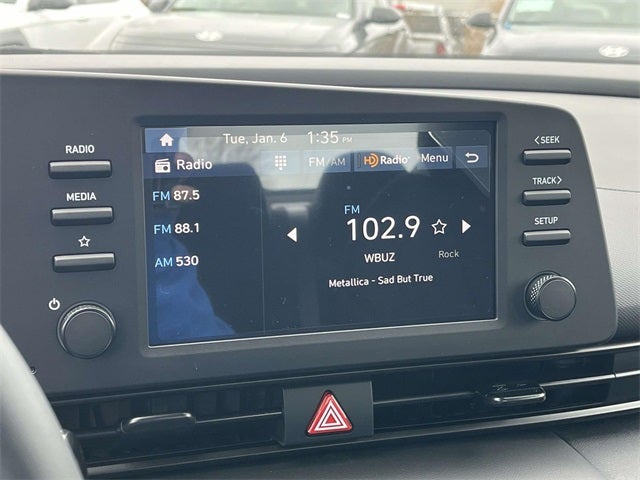 Tue, Jan. 6 1:35 PM
Radio FM/AM HD Radio Menu
FM 87.5
FM 88.1
AM 530
FM
102.9
WBUZ Rock
Metallica - Sad But True
RADIO
MEDIA
< SEEK
TRACK >
SETUP